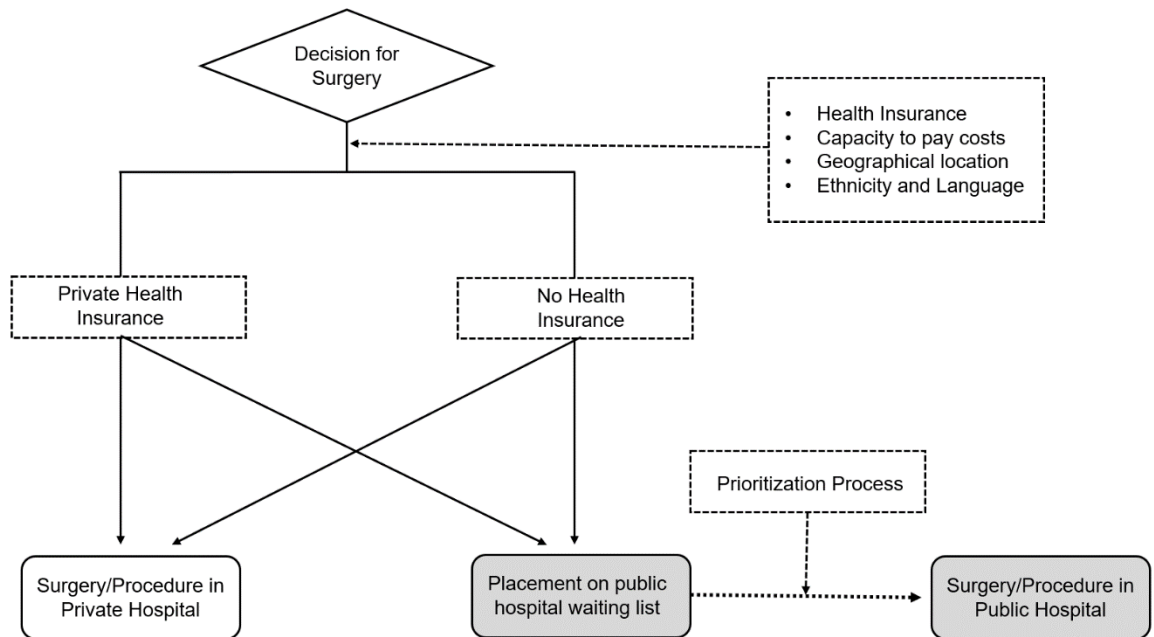 Decision for
Surgery
• Health Insurance
• Capacity to pay costs
• Geographical location
• Ethnicity and Language
Private Health
Insurance
No Health
Insurance
Prioritization Process
Surgery/Procedure in
Private Hospital
Placement on public
hospital waiting list
Surgery/Procedure in
Public Hospital